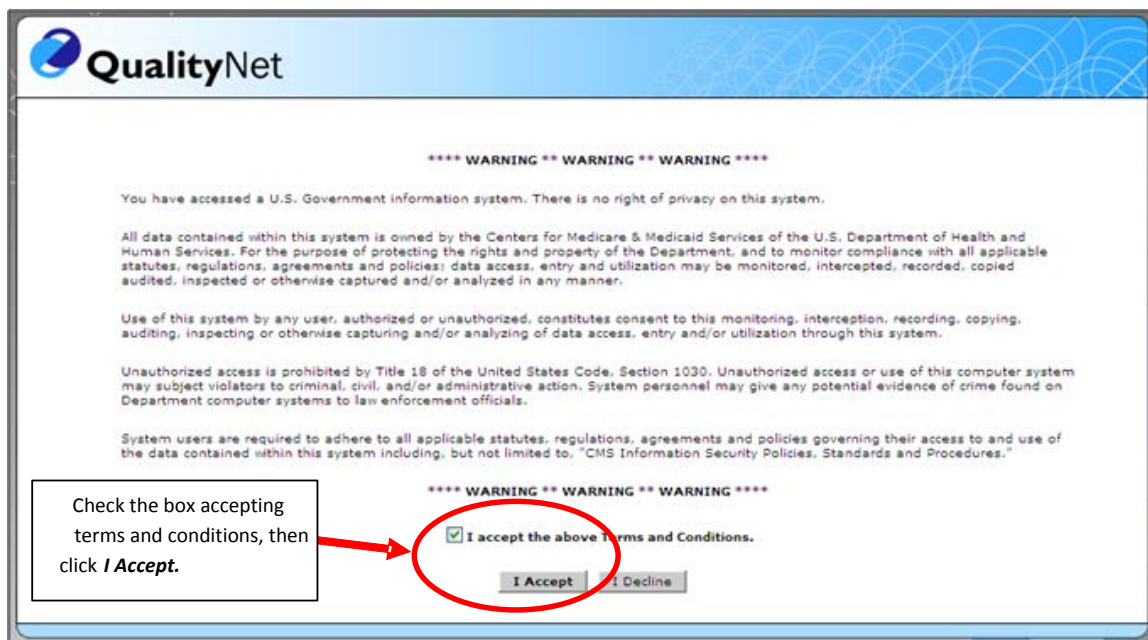 QualityNet
**** WARNING ** WARNING ** WARNING ****
You have accessed a U.S. Government information system. There is no right of privacy on this system.
All data contained within this system is owned by the Centers for Medicare & Medicaid Services of the U.S. Department of Health and
Human Services. For the purpose of protecting the rights and property of the Department, and to monitor compliance with all applicable
statutes, regulations, agreements and policies; data access, entry and utilization may be monitored, intercepted, recorded, copied
audited, inspected or otherwise captured and/or analyzed in any manner.
Use of this system by any user, authorized or unauthorized, constitutes consent to this monitoring, interception, recording, copying,
auditing, inspecting or otherwise capturing and/or analyzing of data access, entry and/or utilization through this system.
Unauthorized access is prohibited by Title 18 of the United States Code, Section 1030. Unauthorized access or use of this computer system
may subject violators to criminal, civil, and/or administrative action. System personnel may give any potential evidence of crime found on
Department computer systems to law enforcement officials.
System users are required to adhere to all applicable statutes, regulations, agreements and policies governing their access to and use of
the data contained within this system including, but not limited to, "CMS Information Security Policies, Standards and Procedures."
**** WARNING ** WARNING ** WARNING ****
Check the box accepting
terms and conditions, then
click I Accept.
I accept the above Terms and Conditions.
I Accept I Decline